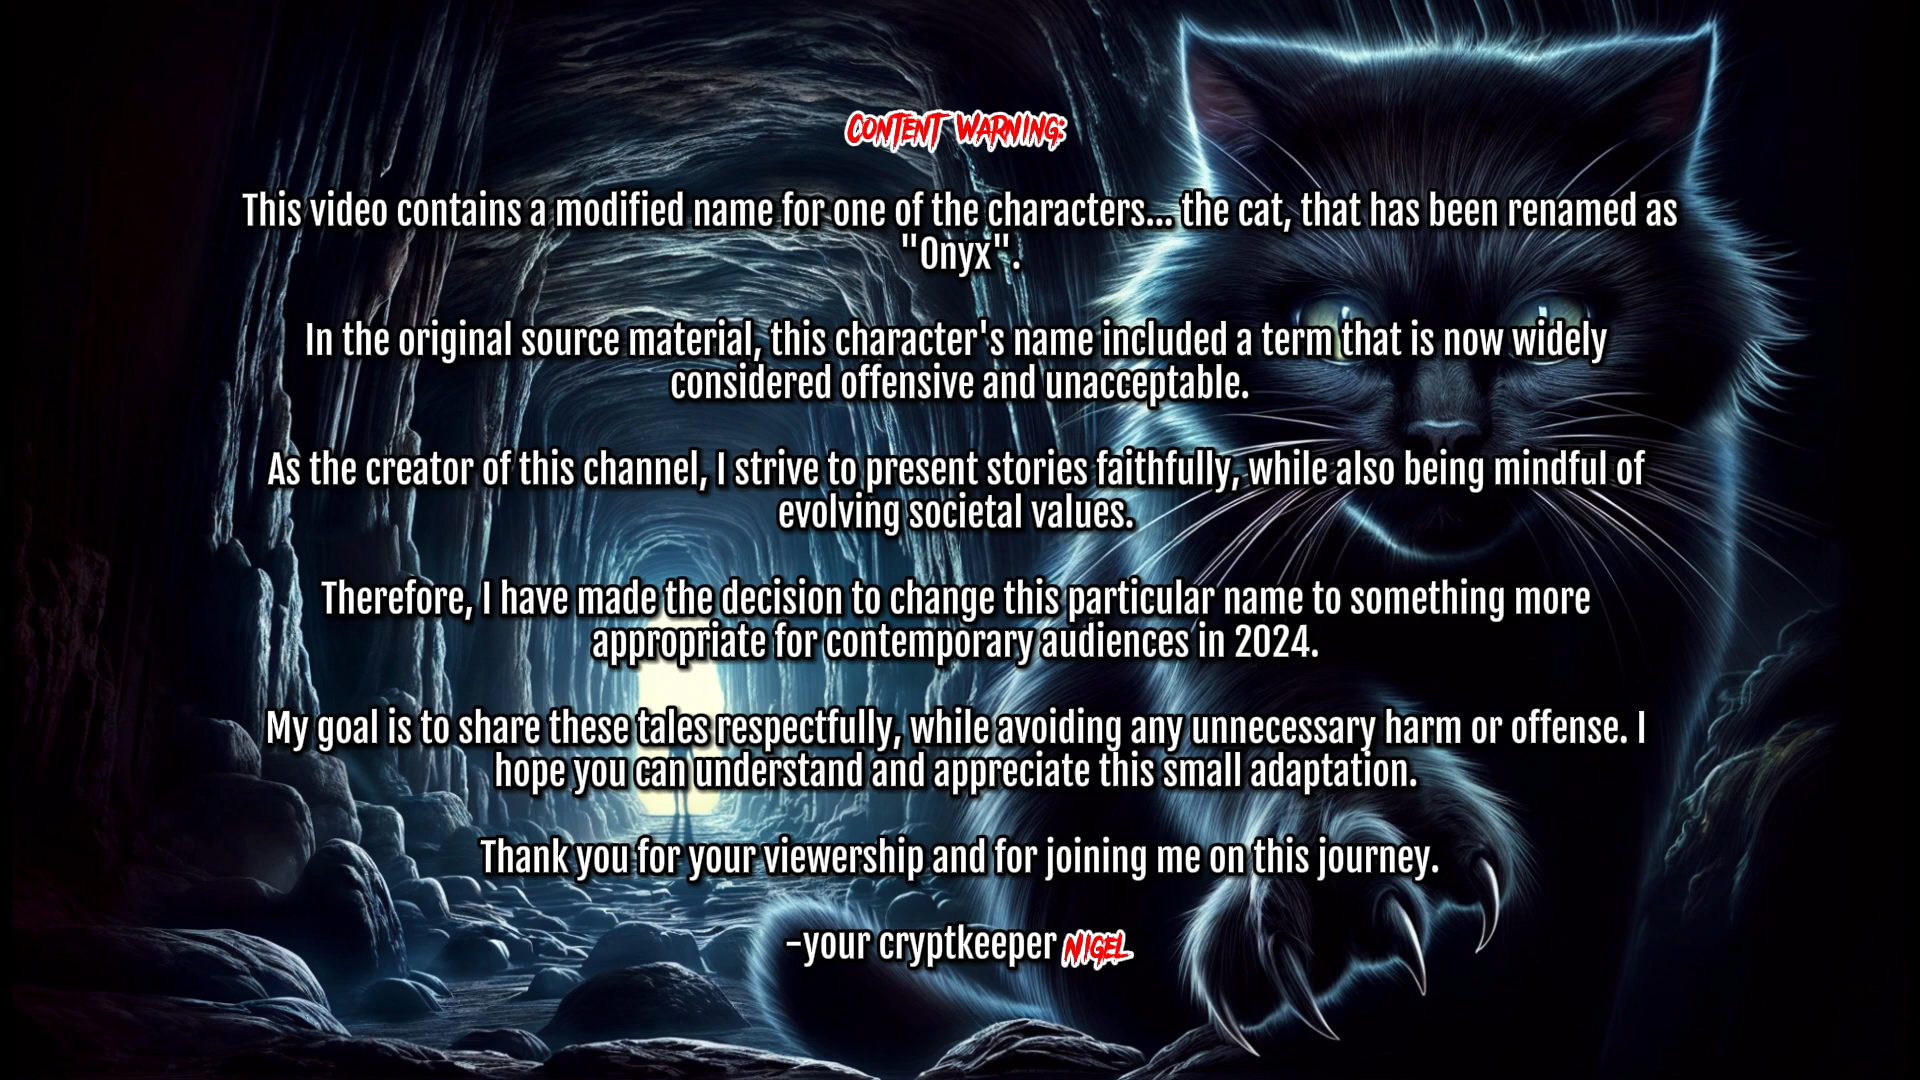 Content Warning:
This video contains a modified name for one of the characters... the cat, that has been renamed as
"Onyx".
In the original source material, this character's name included a term that is now widely
considered offensive and unacceptable.
As the creator of this channel, I strive to present stories faithfully, while also being mindful of
evolving societal values.
Therefore, I have made the decision to change this particular name to something more
appropriate for contemporary audiences in 2024.
My goal is to share these tales respectfully, while avoiding any unnecessary harm or offense. I
hope you can understand and appreciate this small adaptation.
Thank you for your viewership and for joining me on this journey.
-your cryptkeeper Nigel